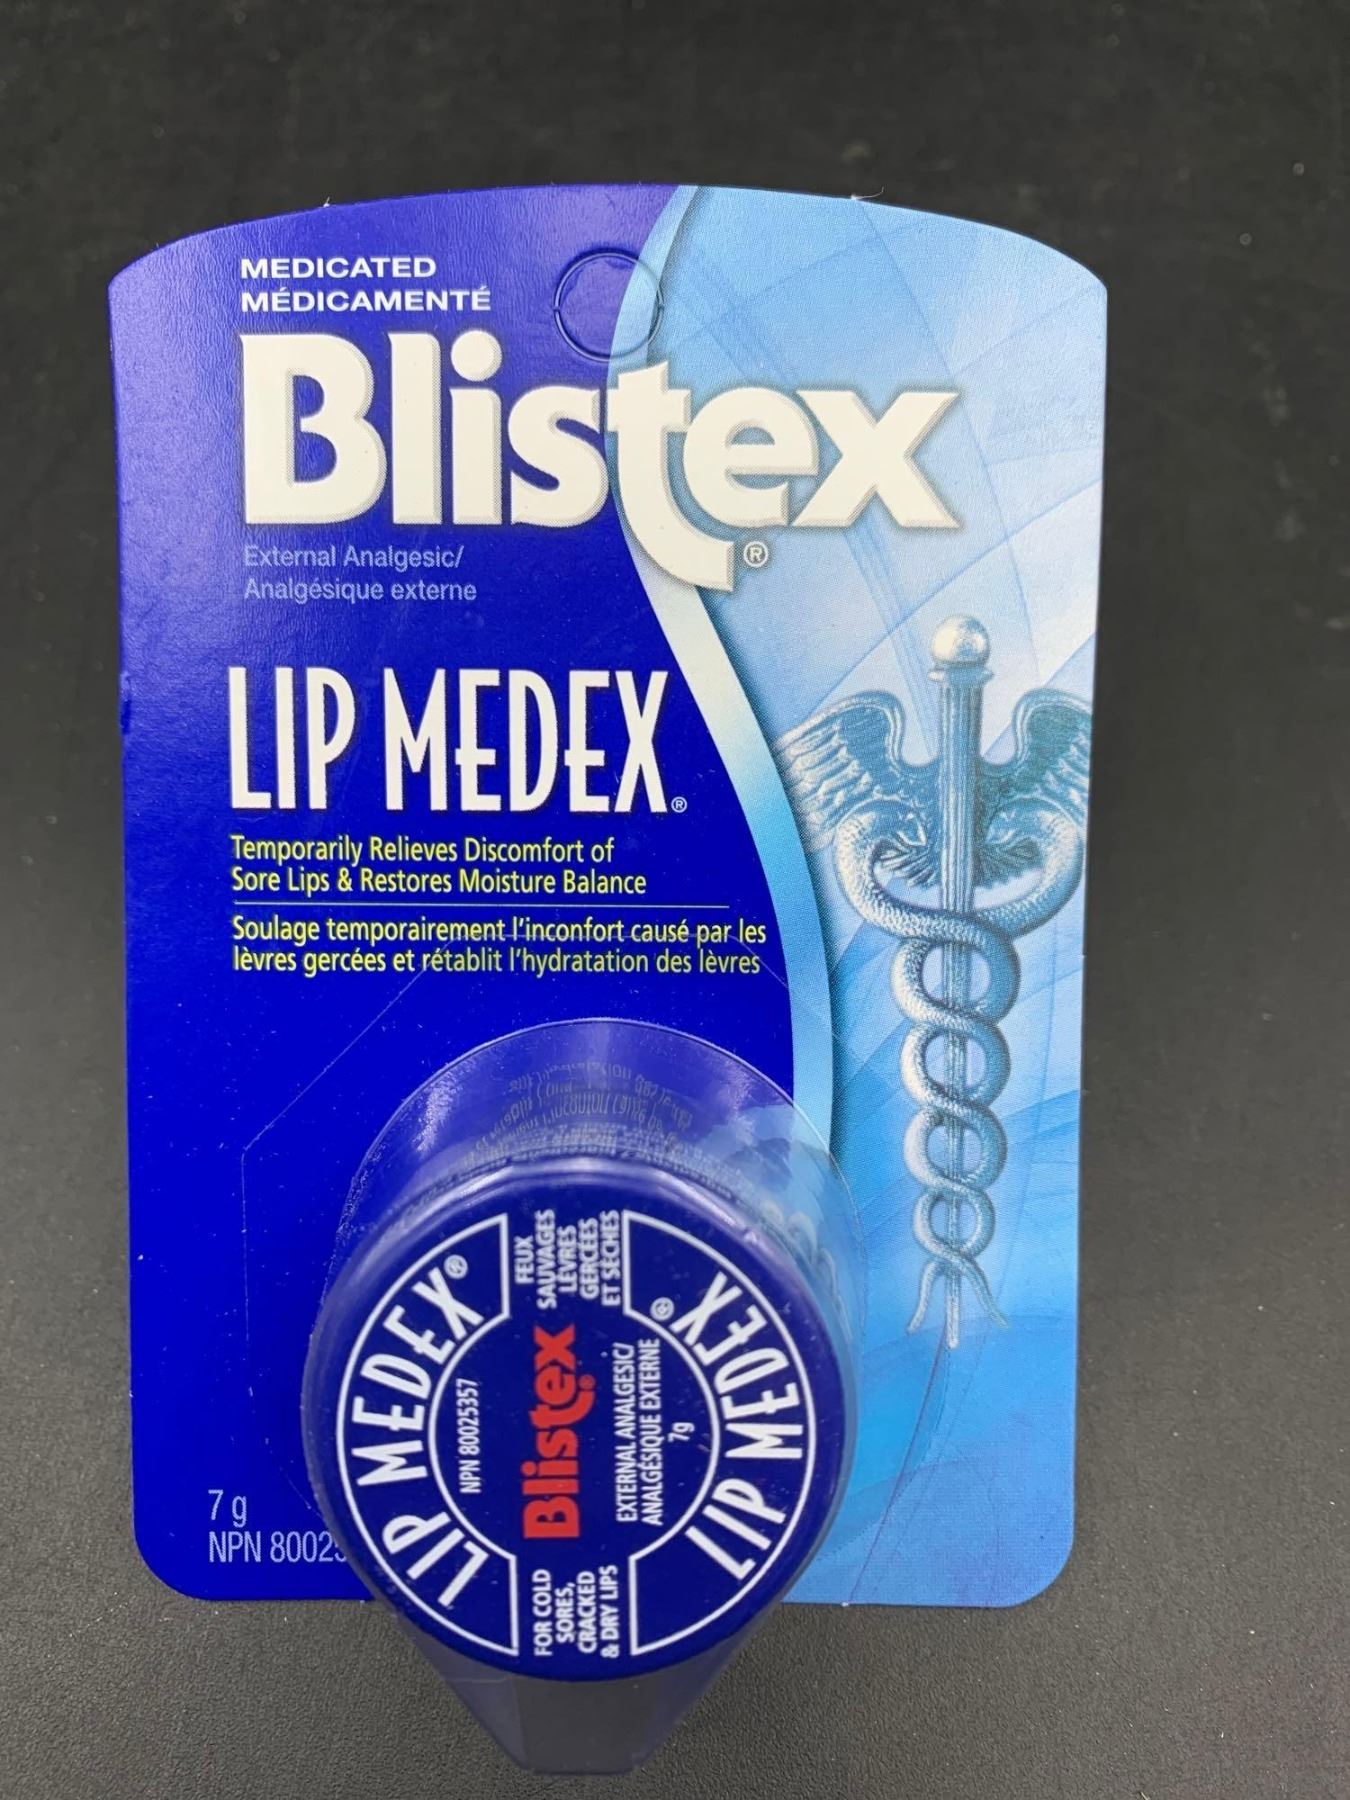 MEDICATED
MÉDICAMENTÉ
Blistex®
External Analgesic/
Analgésique externe
LIP MEDEX®
Temporarily Relieves Discomfort of
Sore Lips & Restores Moisture Balance
Soulage temporairement l'inconfort causé par les
lèvres gercées et rétablit l'hydratation des lèvres
LIP MEDEX®
NPN 80025357
FEUX
SAUVAGES
LÈVRES
GERCÉES
ET SÈCHES
Blistex®
FOR COLD
SORES,
CRACKED
& DRY LIPS
EXTERNAL ANALGESIC/
ANALGÉSIQUE EXTERNE
7g
LIP MEDEX®
7 g
NPN